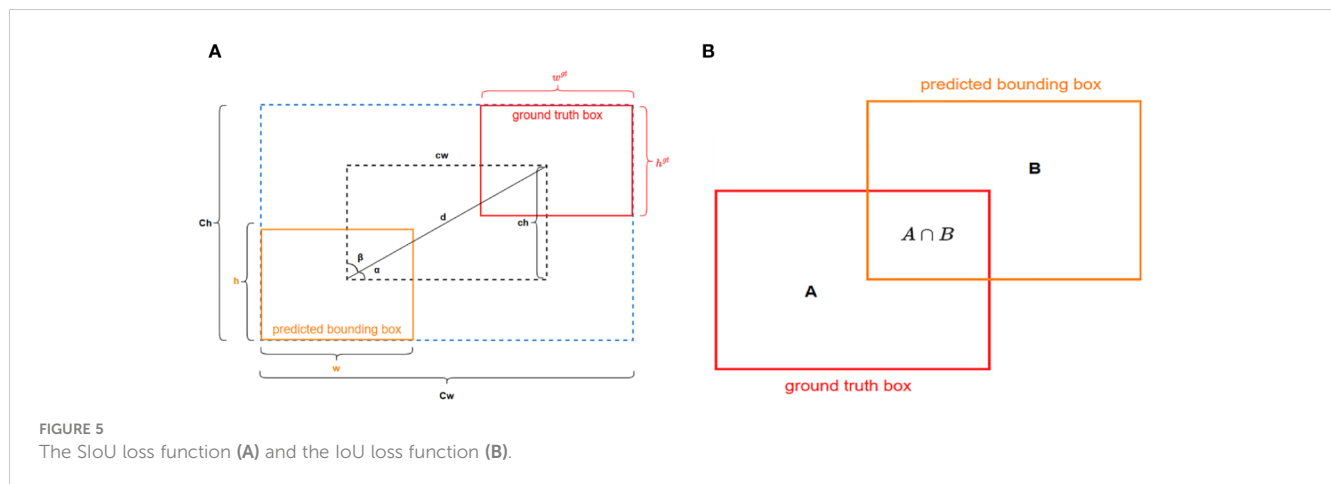 A
w^{gt}
ground truth box
h^{gt}
cw
Ch
d
ch
β
α
h
predicted bounding box
w
Cw
B
predicted bounding box
B
A ∩ B
A
ground truth box
FIGURE 5
The SIoU loss function (A) and the IoU loss function (B).